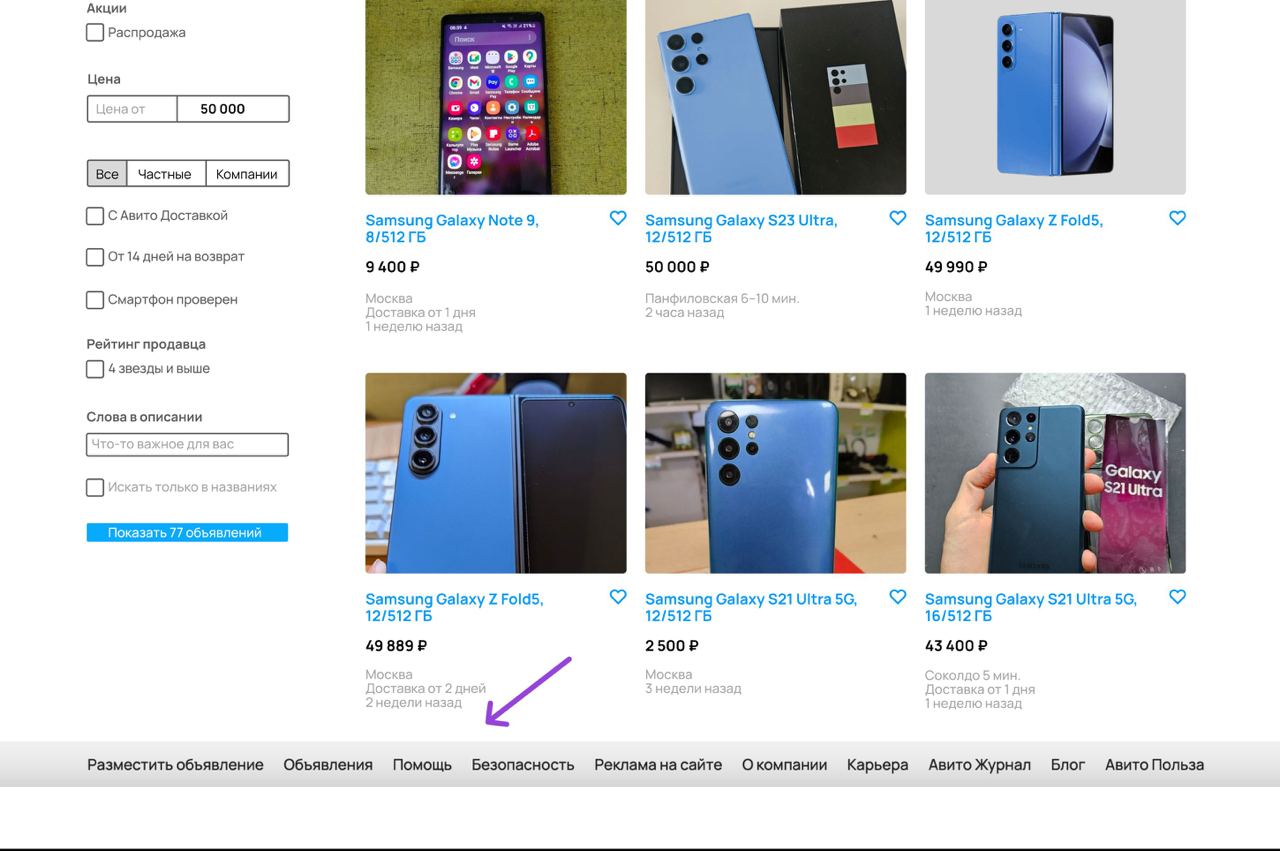 Акции
Распродажа
Цена
Цена от
50 000
Все
Частные
Компании
С Авито Доставкой
От 14 дней на возврат
Смартфон проверен
Рейтинг продавца
4 звезды и выше
Слова в описании
Что-то важное для вас
Искать только в названиях
Показать 77 объявлений
Поиск
Samsung Galaxy Note 9,
8/512 ГБ
9 400 ₽
Москва
Доставка от 1 дня
1 неделю назад
Samsung Galaxy S23 Ultra,
12/512 ГБ
50 000 ₽
Панфиловская 6–10 мин.
2 часа назад
Samsung Galaxy Z Fold5,
12/512 ГБ
49 990 ₽
Москва
1 неделю назад
Samsung Galaxy Z Fold5,
12/512 ГБ
49 889 ₽
Москва
Доставка от 2 дней
2 недели назад
Samsung Galaxy S21 Ultra 5G,
12/512 ГБ
2 500 ₽
Москва
3 недели назад
Galaxy
S21 Ultra
Samsung Galaxy S21 Ultra 5G,
16/512 ГБ
43 400 ₽
Соколдо 5 мин.
Доставка от 1 дня
1 неделю назад
Разместить объявление
Объявления
Помощь
Безопасность
Реклама на сайте
О компании
Карьера
Авито Журнал
Блог
Авито Польза